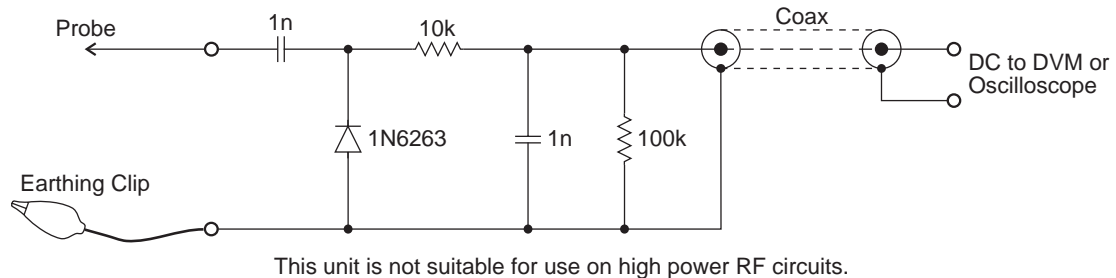 Probe
1n
10k
Coax
DC to DVM or
Oscilloscope
1N6263
1n
100k
Earthing Clip
This unit is not suitable for use on high power RF circuits.